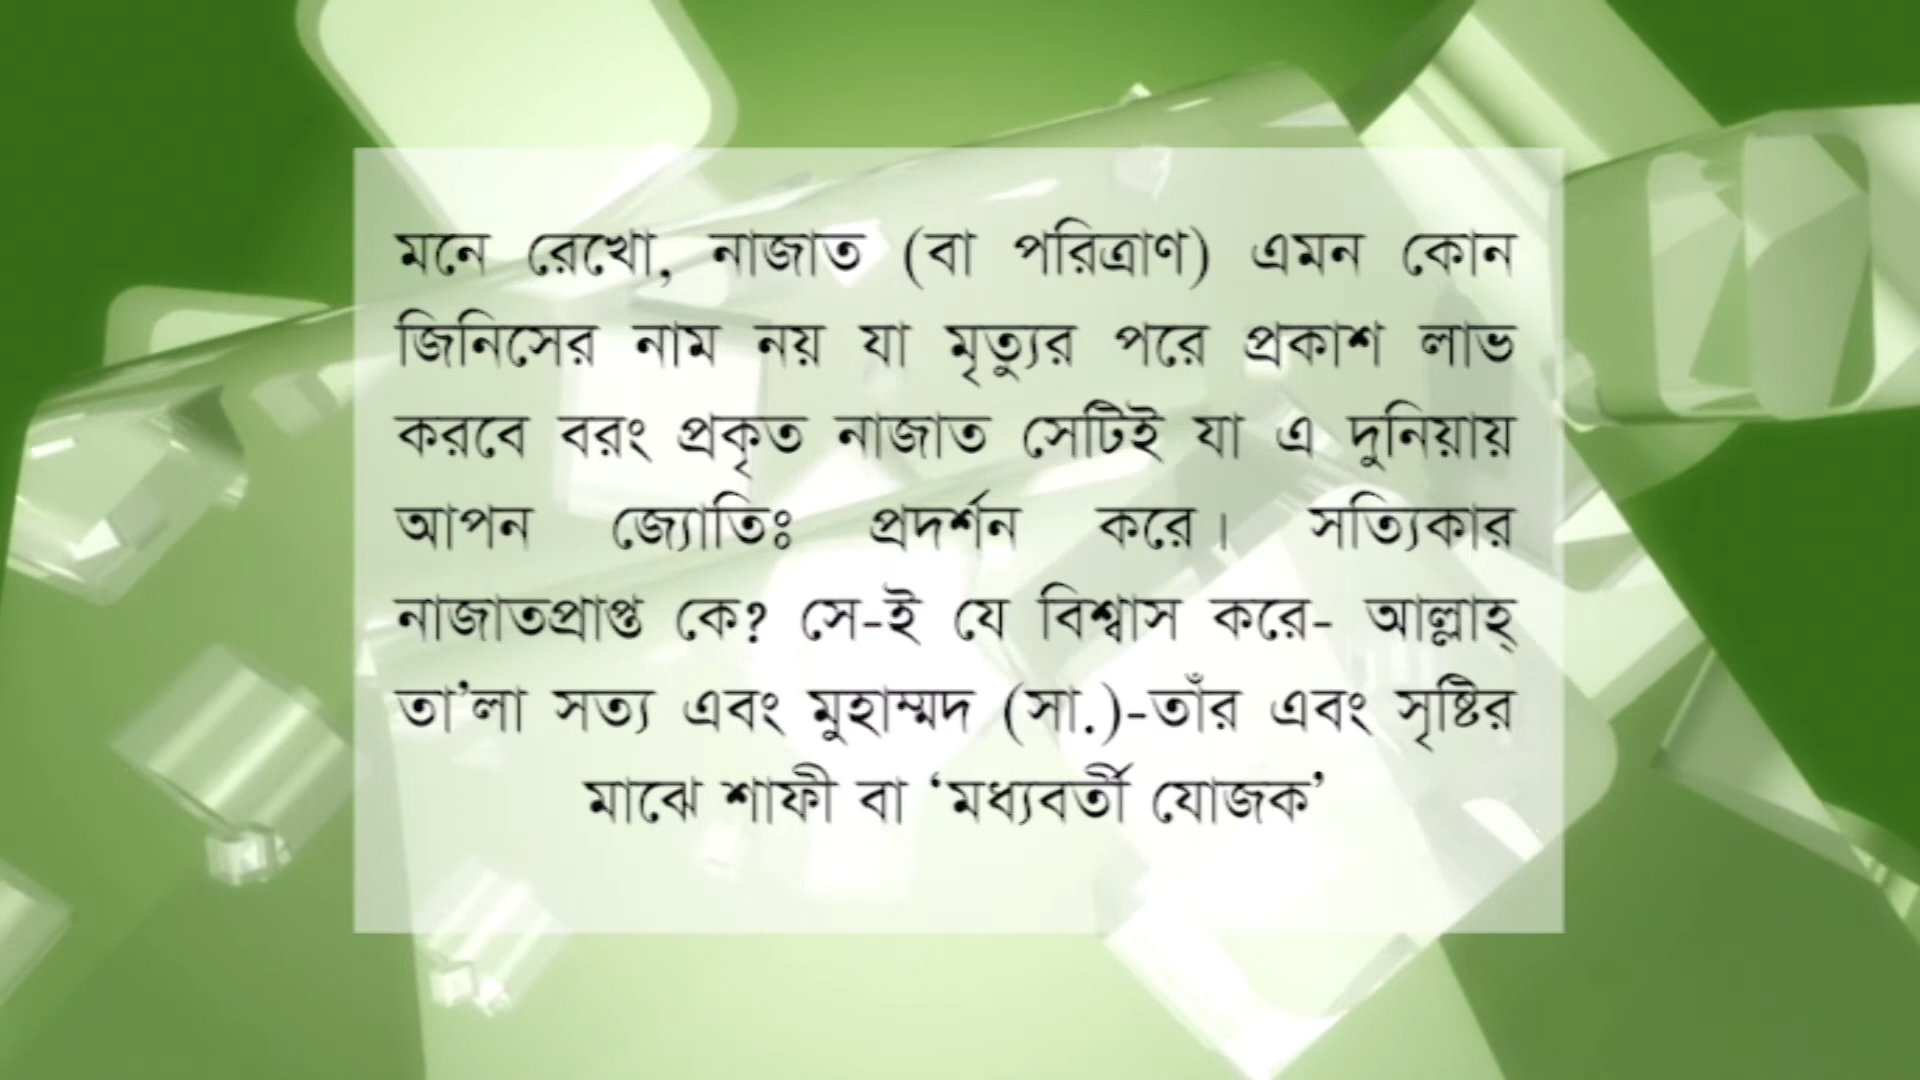 মনে রেখো, নাজাত (বা পরিত্রাণ) এমন কোন
জিনিসের নাম নয় যা মৃত্যুর পরে প্রকাশ লাভ
করবে বরং প্রকৃত নাজাত সেটিই যা এ দুনিয়ায়
আপন জ্যোতিঃ প্রদর্শন করে। সত্যিকার
নাজাতপ্রাপ্ত কে? সে-ই যে বিশ্বাস করে- আল্লাহ্
তা’লা সত্য এবং মুহাম্মদ (সা.)-তাঁর এবং সৃষ্টির
মাঝে শাফী বা ‘মধ্যবর্তী যোজক’